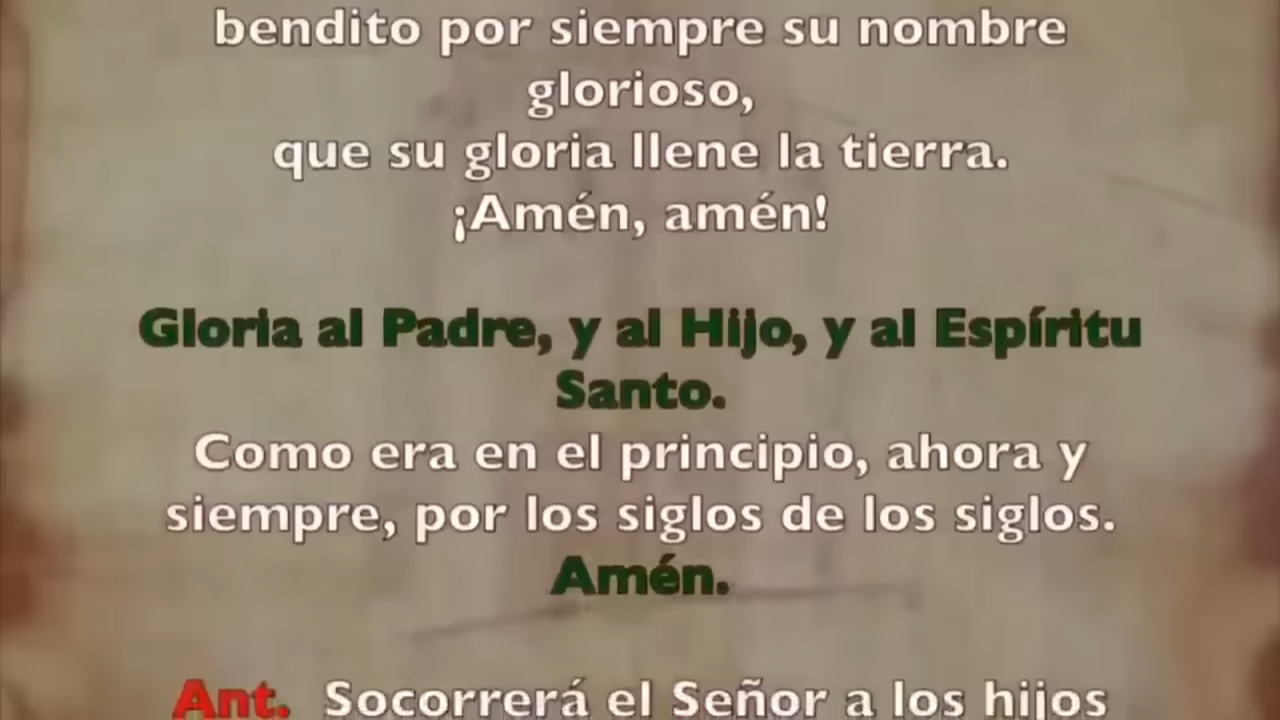 bendito por siempre su nombre
glorioso,
que su gloria llene la tierra.
¡Amén, amén!
Gloria al Padre, y al Hijo, y al Espíritu
Santo.
Como era en el principio, ahora y
siempre, por los siglos de los siglos.
Amén.
Ant. Socorrerá el Señor a los hijos